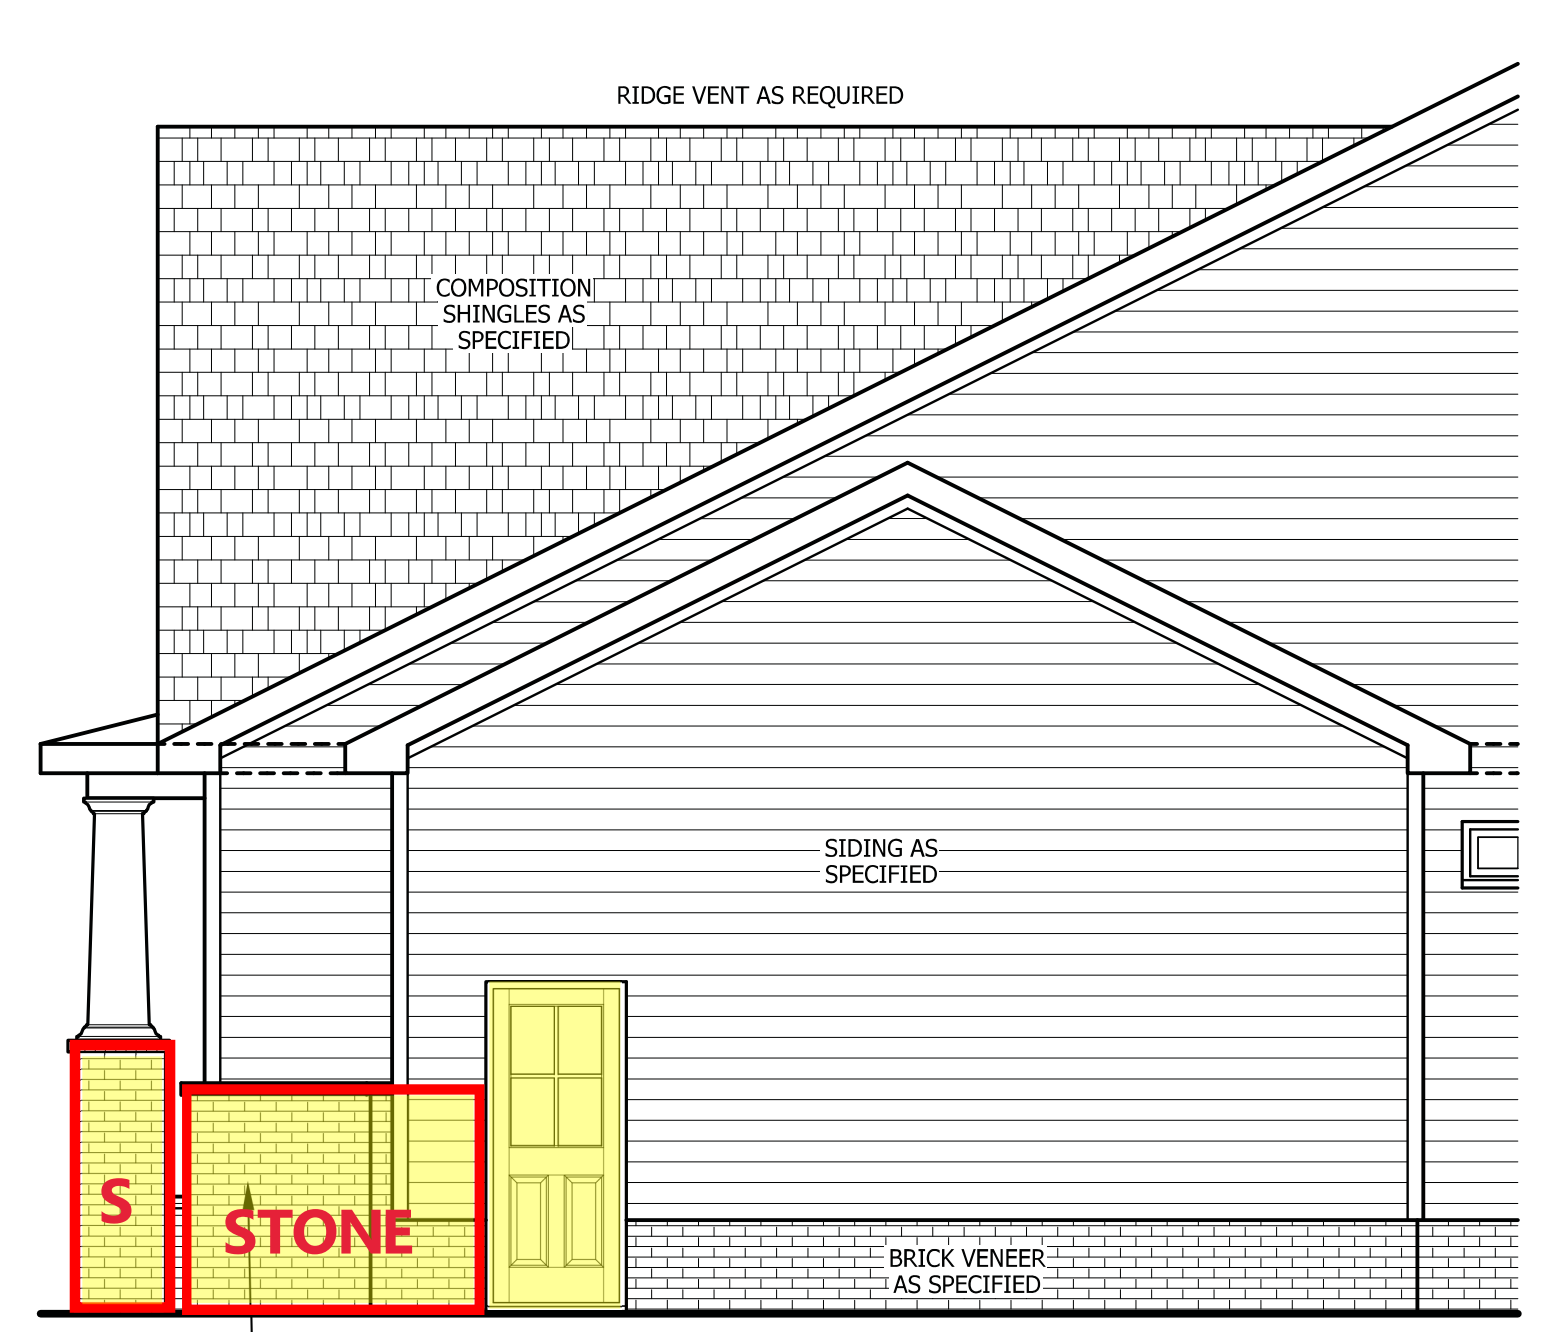 RIDGE VENT AS REQUIRED
COMPOSITION
SHINGLES AS
SPECIFIED
SIDING AS
SPECIFIED
S
STONE
BRICK VENEER
AS SPECIFIED